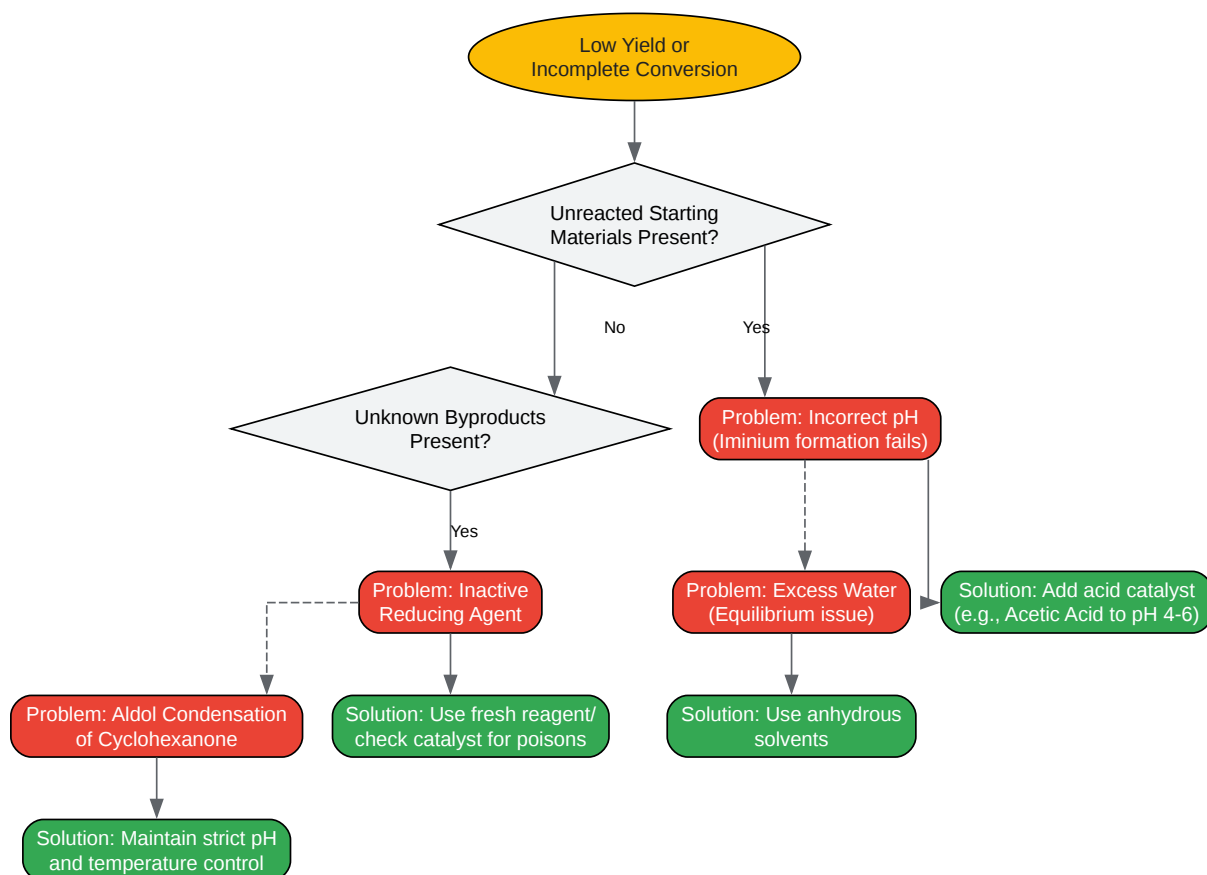 Low Yield or
Incomplete Conversion
Unreacted Starting
Materials Present?
No
Yes
Unknown Byproducts
Present?
Problem: Incorrect pH
(Iminium formation fails)
Yes
Problem: Inactive
Reducing Agent
Problem: Excess Water
(Equilibrium issue)
Solution: Add acid catalyst
(e.g., Acetic Acid to pH 4-6)
Problem: Aldol Condensation
of Cyclohexanone
Solution: Use fresh reagent/
check catalyst for poisons
Solution: Use anhydrous
solvents
Solution: Maintain strict pH
and temperature control